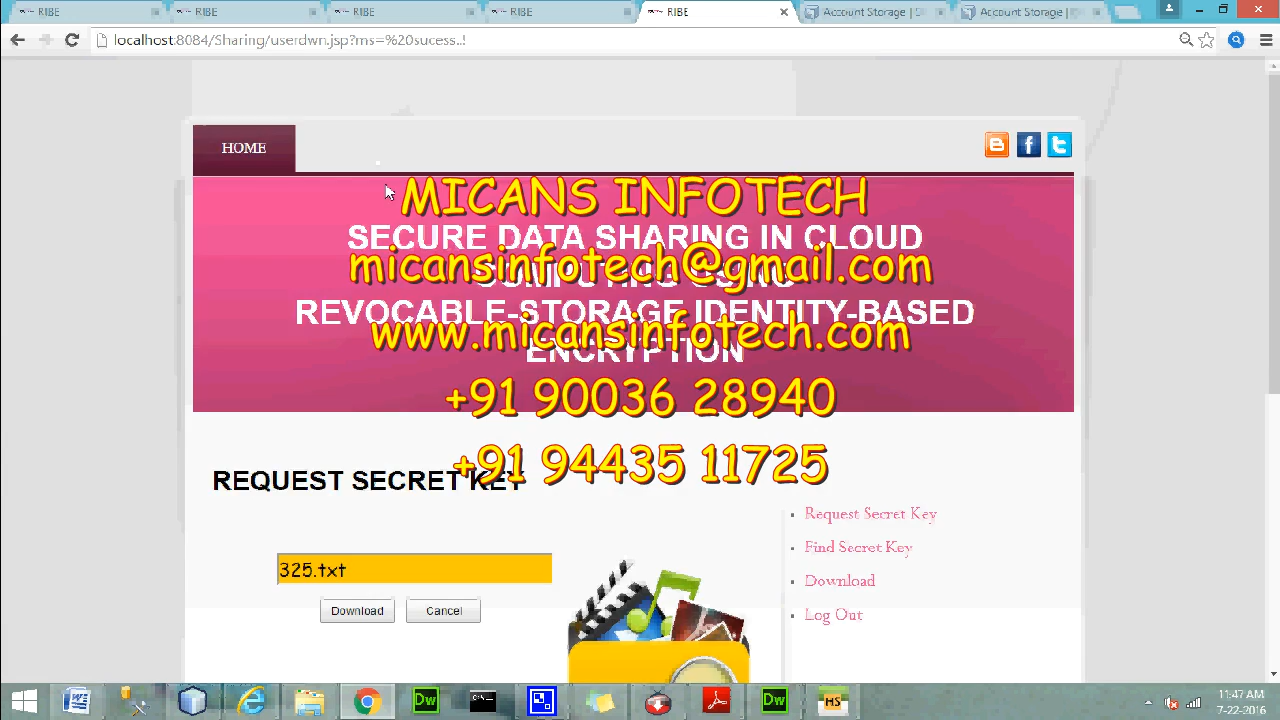 RIBE
RIBE
RIBE
RIBE
RIBE
Account Storage |
Account Storage |
localhost:8084/Sharing/userdwn.jsp?ms=%20sucess..!
HOME
MICANS INFOTECH
SECURE DATA SHARING IN CLOUD
micansinfotech@gmail.com
COMPUTING USING
REVOCABLE-STORAGE IDENTITY-BASED
www.micansinfotech.com
ENCRYPTION
+91 90036 28940
+91 94435 11725
REQUEST SECRET KEY
Request Secret Key
Find Secret Key
325.txt
Download
Download
Cancel
Log Out
11:47 AM
7-22-2016